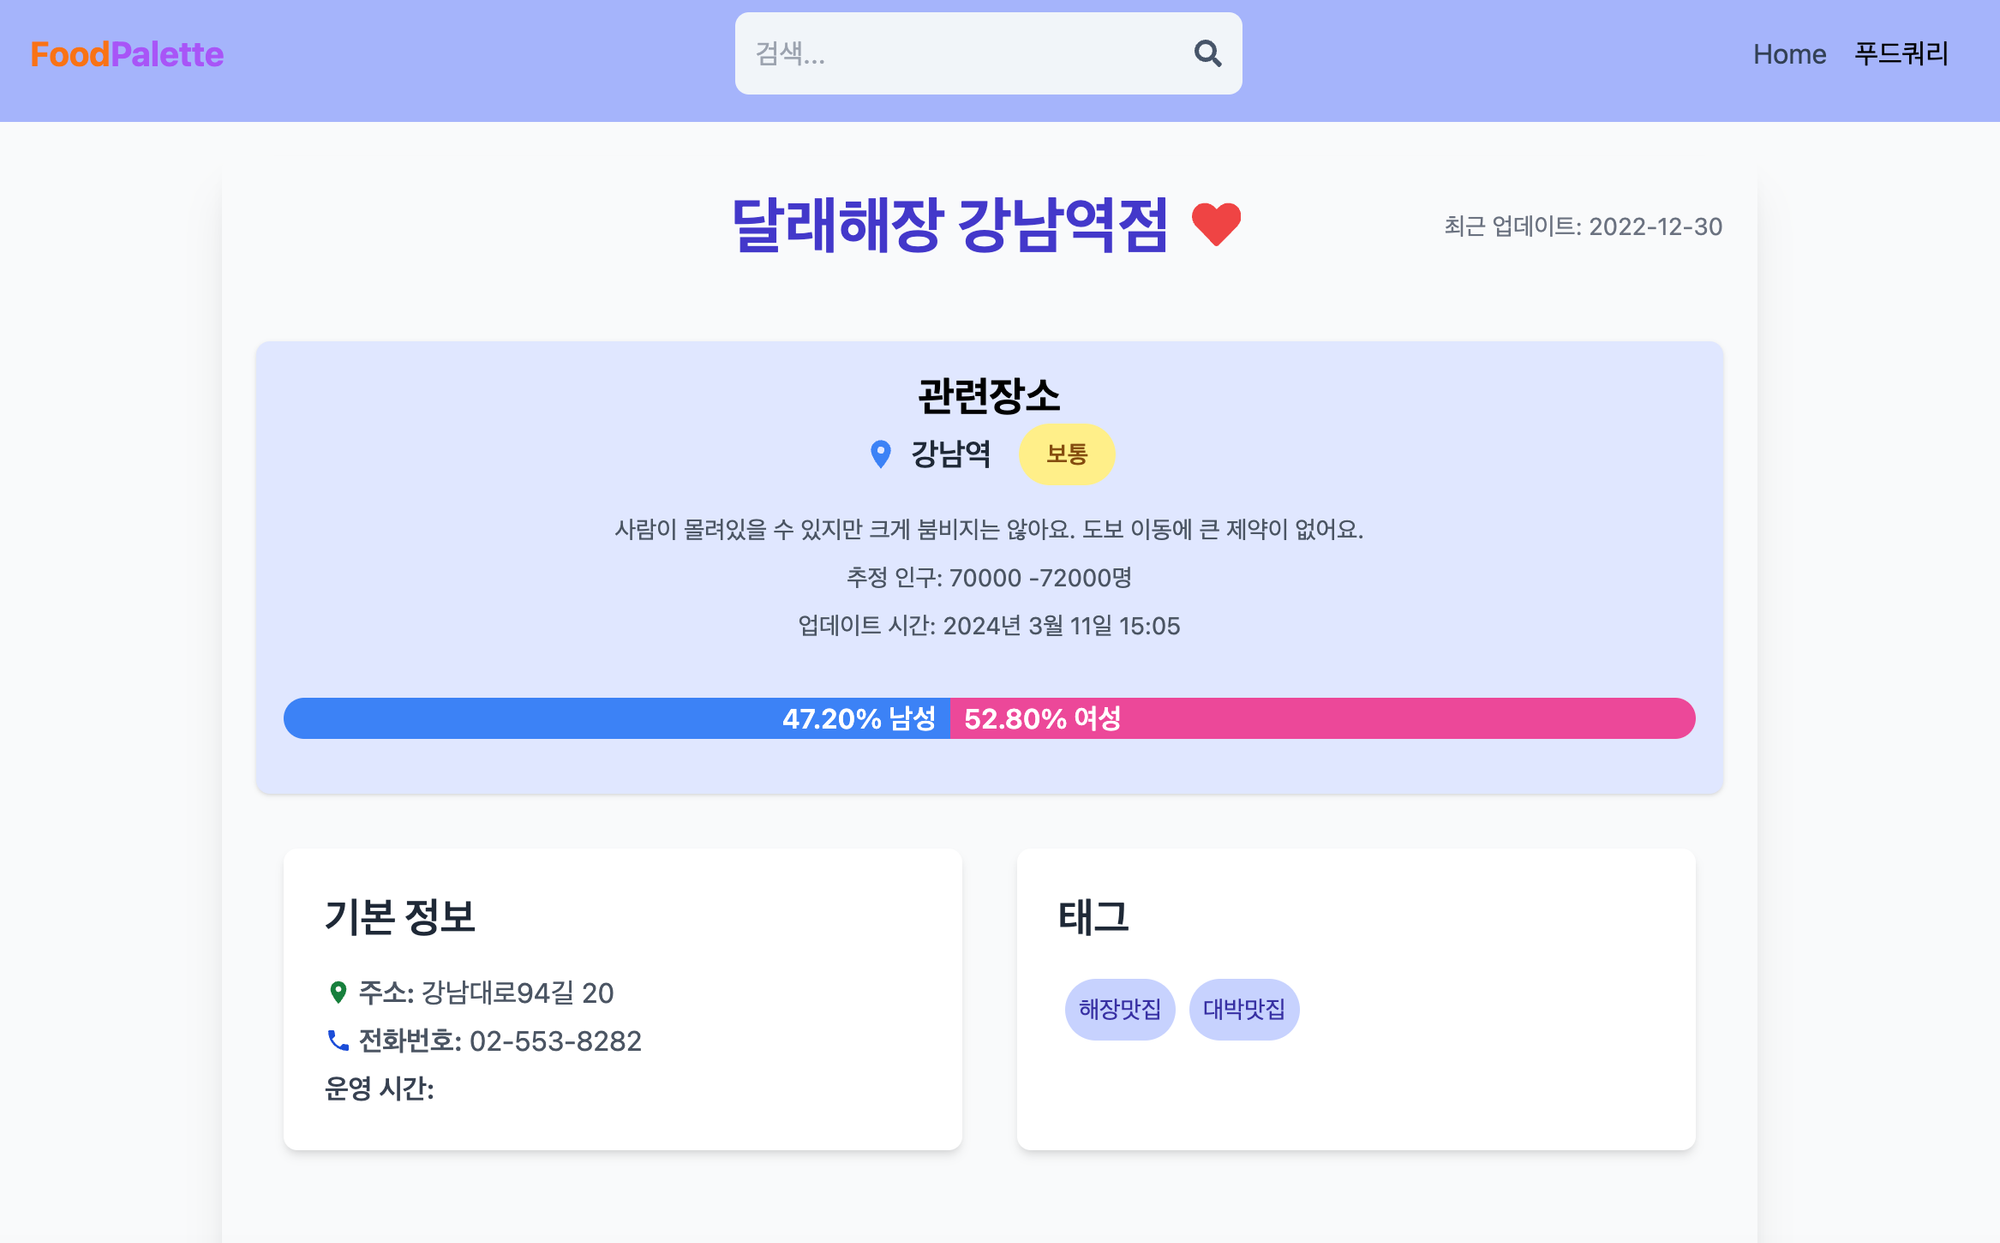 FoodPalette
검색...
Home 푸드쿼리
달래해장 강남역점
최근 업데이트: 2022-12-30
관련장소
강남역 보통
사람이 몰려있을 수 있지만 크게 붐비지는 않아요. 도보 이동에 큰 제약이 없어요.
추정 인구: 70000 -72000명
업데이트 시간: 2024년 3월 11일 15:05
47.20% 남성 52.80% 여성
기본 정보
주소: 강남대로94길 20
전화번호: 02-553-8282
운영 시간:
태그
해장맛집 대박맛집